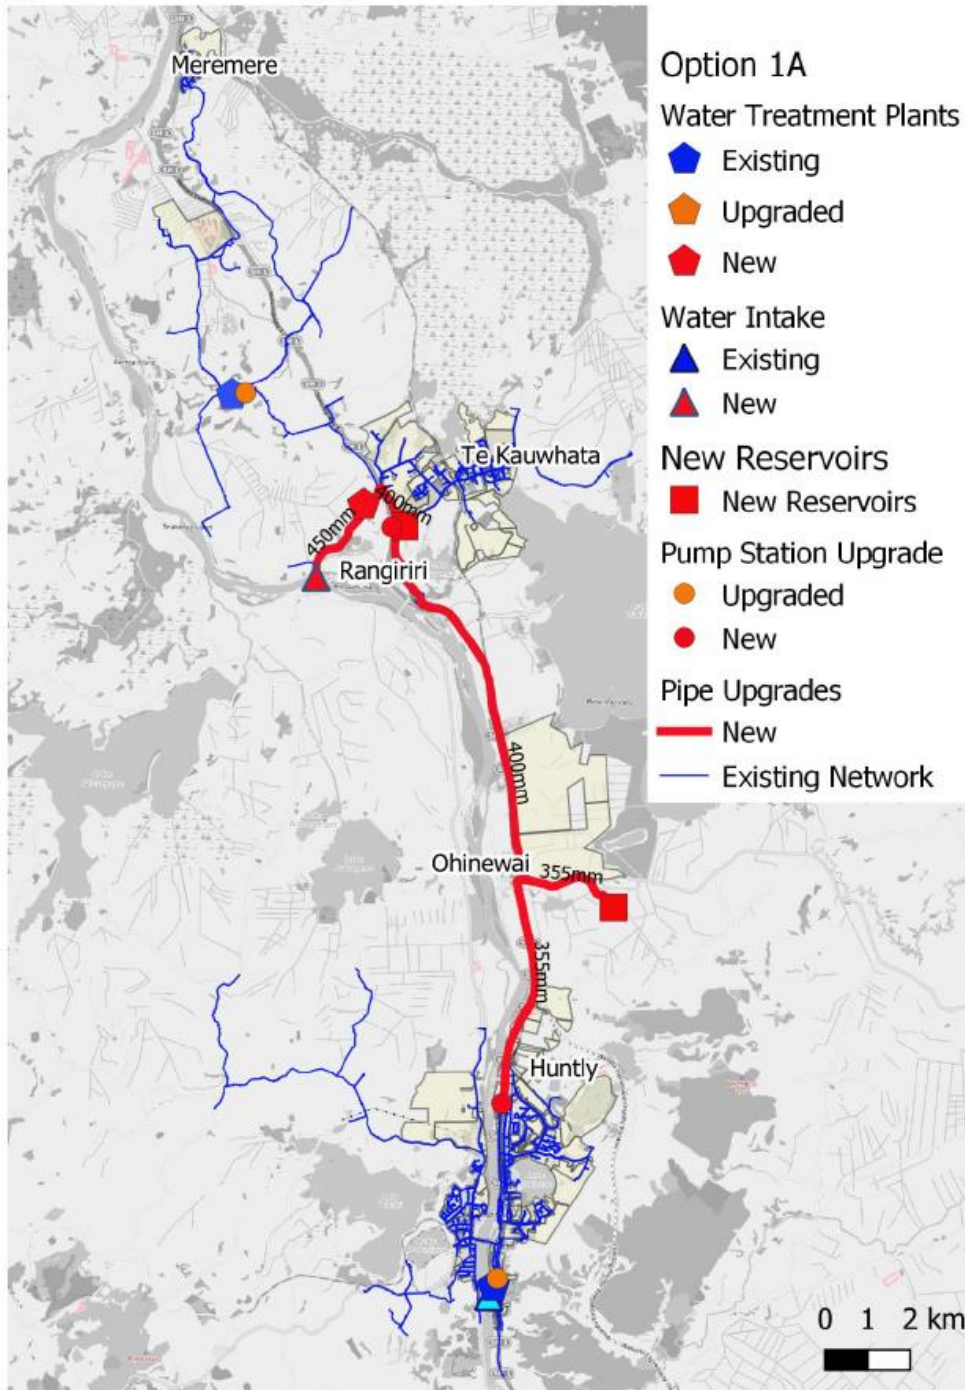 Meremere
Option 1A
Water Treatment Plants
Existing
Upgraded
New
Water Intake
Existing
New
New Reservoirs
New Reservoirs
Pump Station Upgrade
Upgraded
New
Pipe Upgrades
New
Existing Network
Te Kauwhata
400mm
450mm
Rangiriri
400mm
Ohinewai
355mm
355mm
Huntly
0 1 2 km